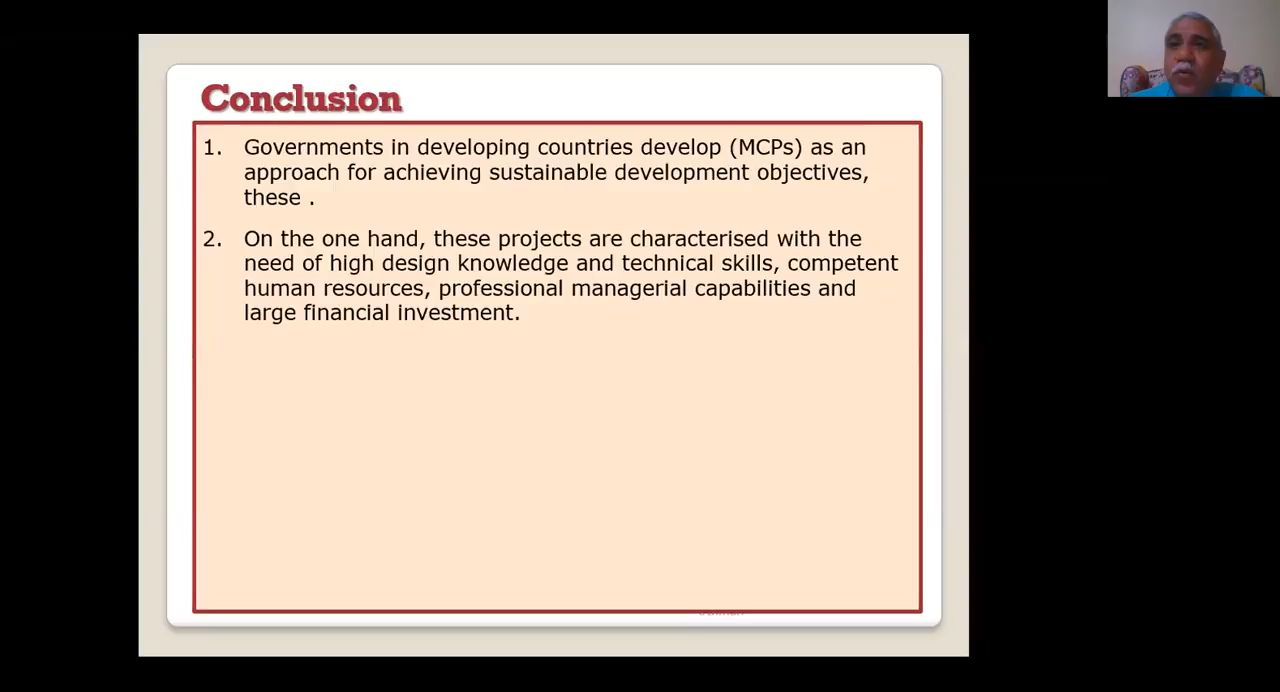 Conclusion
1. Governments in developing countries develop (MCPs) as an
approach for achieving sustainable development objectives,
these .
2. On the one hand, these projects are characterised with the
need of high design knowledge and technical skills, competent
human resources, professional managerial capabilities and
large financial investment.